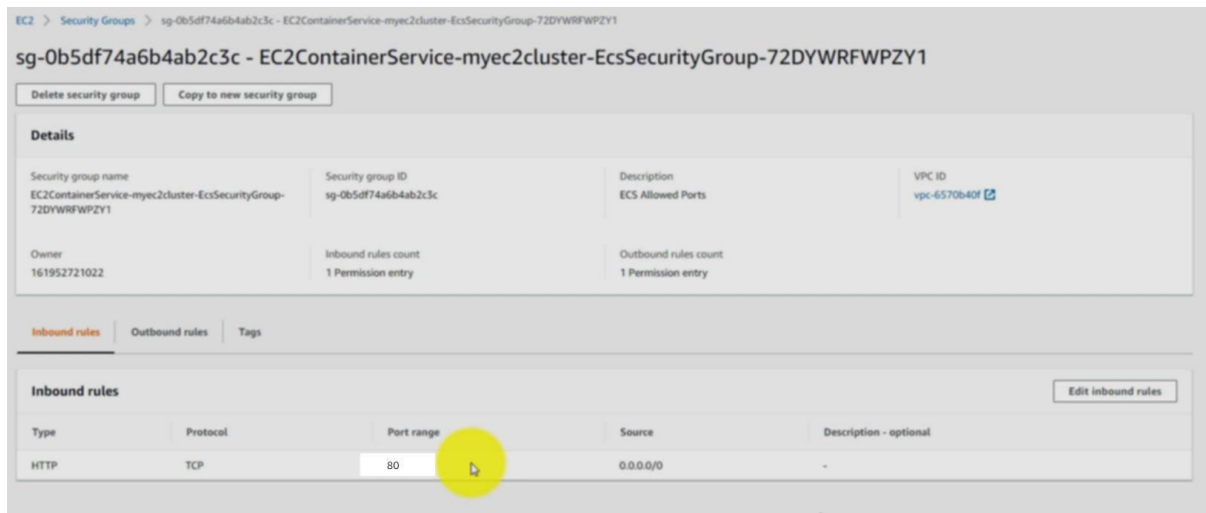 EC2 > Security Groups > sg-0b5df74a6b4ab2c3c - EC2ContainerService-myec2cluster-EcsSecurityGroup-72DYWRFWPZY1
sg-0b5df74a6b4ab2c3c - EC2ContainerService-myec2cluster-EcsSecurityGroup-72DYWRFWPZY1
Delete security group Copy to new security group
Details
Security group name Security group ID Description VPC ID
EC2ContainerService-myec2cluster-EcsSecurityGroup- sg-0b5df74a6b4ab2c3c ECS Allowed Ports vpc-6570b40f
72DYWRFWPZY1
Owner Inbound rules count Outbound rules count
161952721022 1 Permission entry 1 Permission entry
Inbound rules Outbound rules Tags
Inbound rules Edit inbound rules
Type Protocol Port range Source Description - optional
HTTP TCP 80 0.0.0.0/0 -